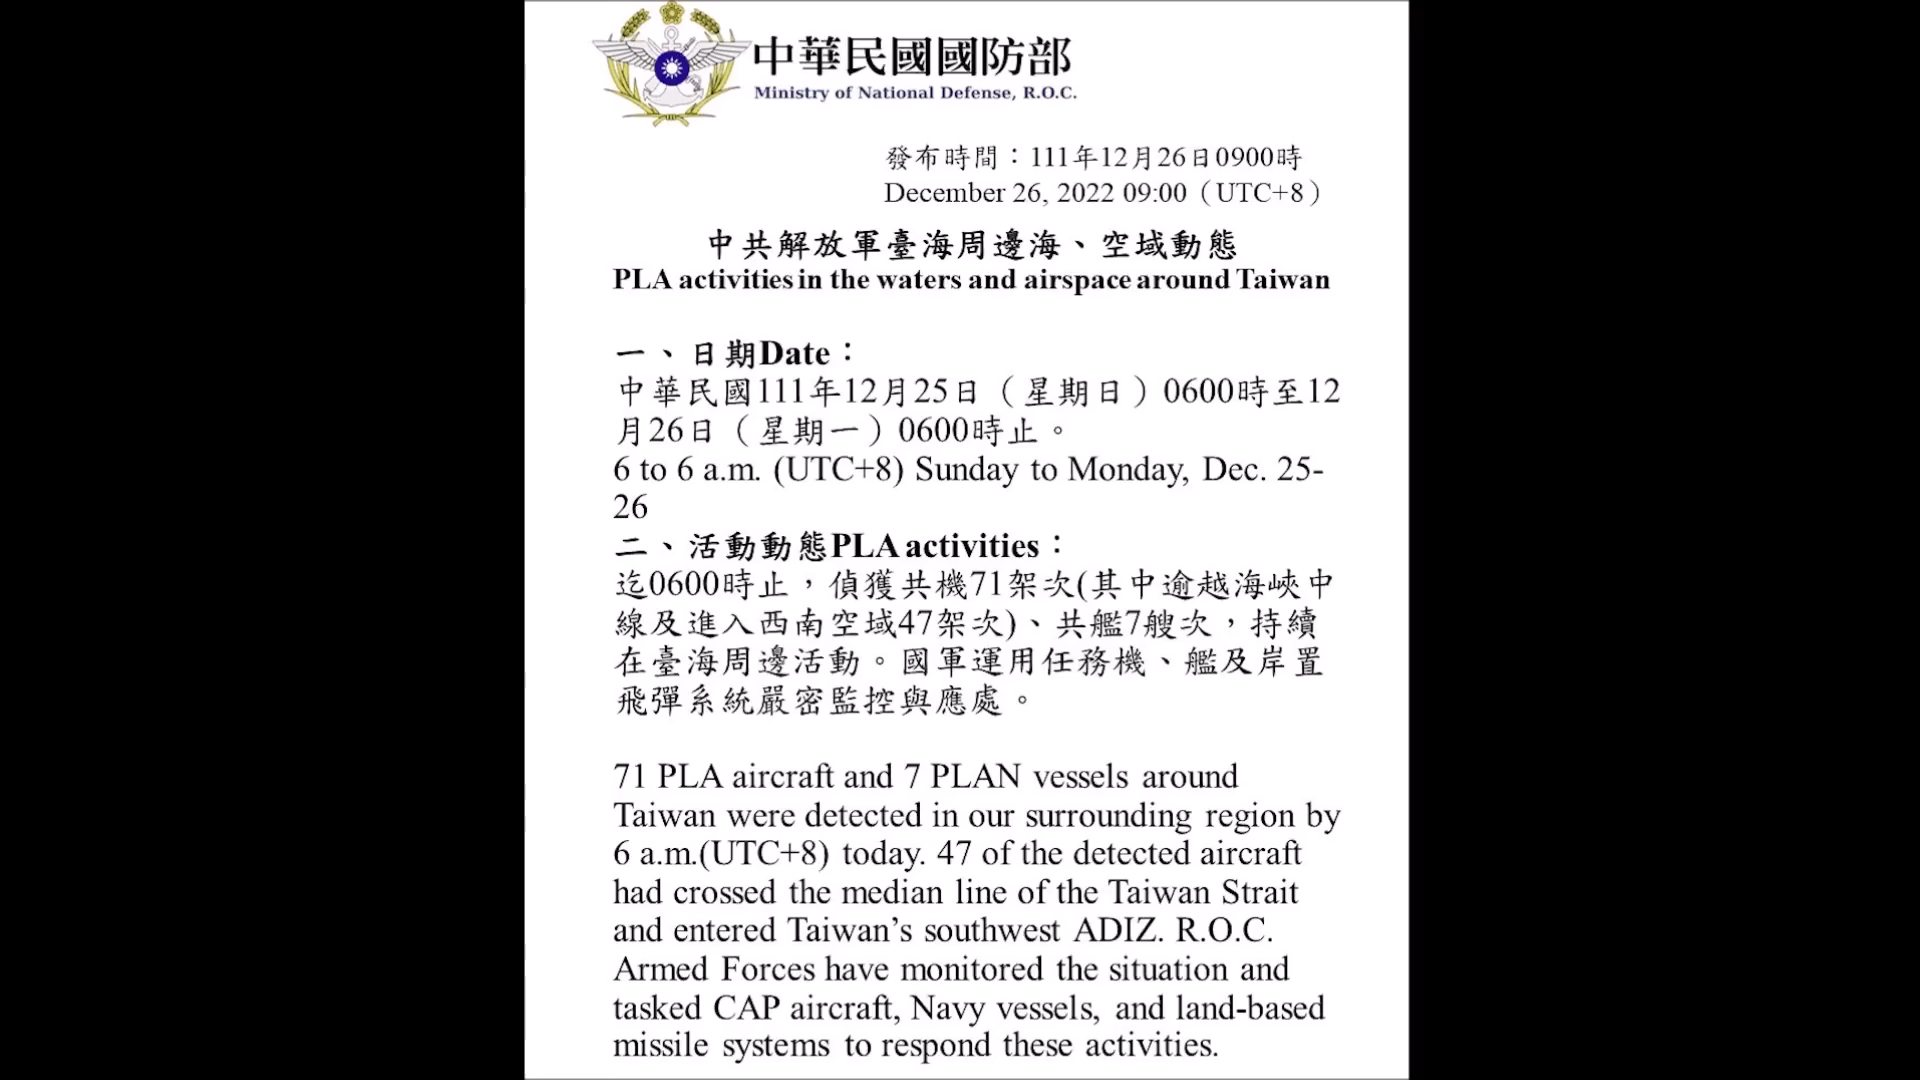 中華民國國防部
Ministry of National Defense, R.O.C.
發布時間：111年12月26日0900時
December 26, 2022 09:00（UTC+8）
中共解放軍臺海周邊海、空域動態
PLA activities in the waters and airspace around Taiwan
一、日期Date：
中華民國111年12月25日（星期日）0600時至12
月26日（星期一）0600時止。
6 to 6 a.m. (UTC+8) Sunday to Monday, Dec. 25-
26
二、活動動態PLA activities：
迄0600時止，偵獲共機71架次(其中逾越海峽中
線及進入西南空域47架次)、共艦7艘次，持續
在臺海周邊活動。國軍運用任務機、艦及岸置
飛彈系統嚴密監控與應處。
71 PLA aircraft and 7 PLAN vessels around
Taiwan were detected in our surrounding region by
6 a.m.(UTC+8) today. 47 of the detected aircraft
had crossed the median line of the Taiwan Strait
and entered Taiwan’s southwest ADIZ. R.O.C.
Armed Forces have monitored the situation and
tasked CAP aircraft, Navy vessels, and land-based
missile systems to respond these activities.